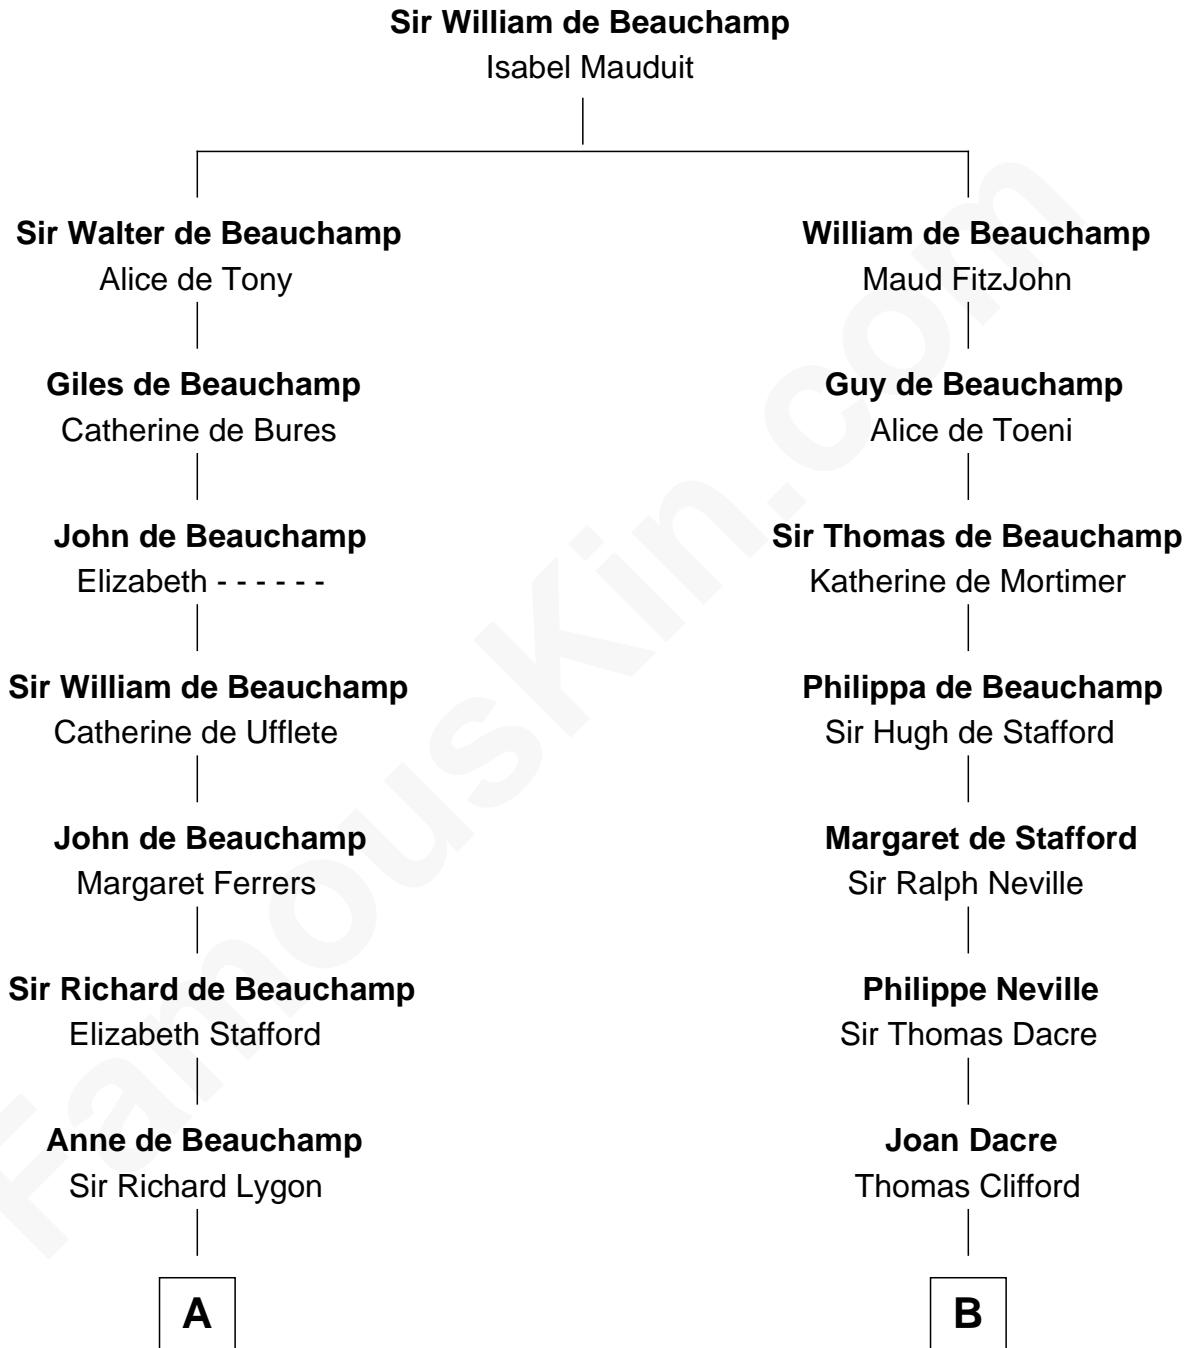 Sir William de Beauchamp
Isabel Mauduit
Sir Walter de Beauchamp
Alice de Tony
Giles de Beauchamp
Catherine de Bures
John de Beauchamp
Elizabeth - - - - - -
Sir William de Beauchamp
Catherine de Ufflete
John de Beauchamp
Margaret Ferrers
Sir Richard de Beauchamp
Elizabeth Stafford
Anne de Beauchamp
Sir Richard Lygon
A
William de Beauchamp
Maud FitzJohn
Guy de Beauchamp
Alice de Toeni
Sir Thomas de Beauchamp
Katherine de Mortimer
Philippa de Beauchamp
Sir Hugh de Stafford
Margaret de Stafford
Sir Ralph Neville
Philippe Neville
Sir Thomas Dacre
Joan Dacre
Thomas Clifford
B
FamousKin.com